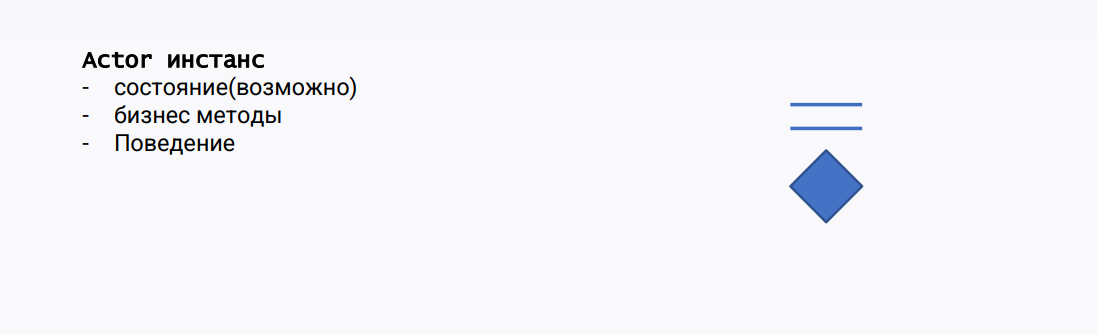 Actor инстанс
- состояние(возможно)
- бизнес методы
- Поведение